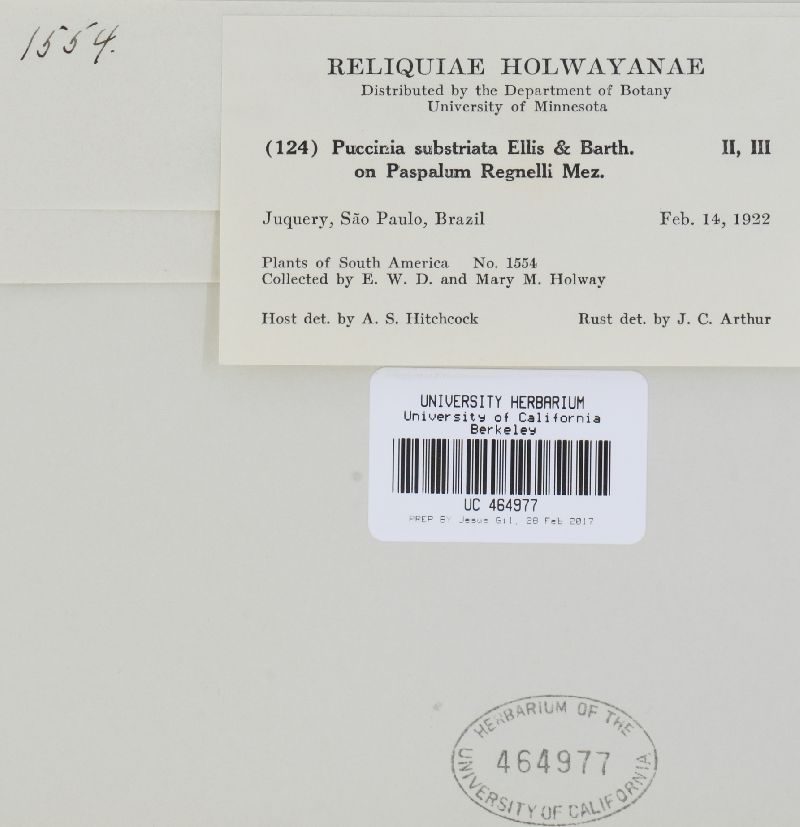 1554.
RELIQUIAE HOLWAYANAE
Distributed by the Department of Botany
University of Minnesota
(124) Puccinia substriata Ellis & Barth. II, III
on Paspalum Regnelli Mez.
Juquery, São Paulo, Brazil Feb. 14, 1922
Plants of South America No. 1554
Collected by E. W. D. and Mary M. Holway
Host det. by A. S. Hitchcock Rust det. by J. C. Arthur
UNIVERSITY HERBARIUM
University of California
Berkeley
UC 464977
PREP BY Jesus Gil, 28 Feb 2017
HERBARIUM OF THE
464977
UNIVERSITY OF CALIFORNIA